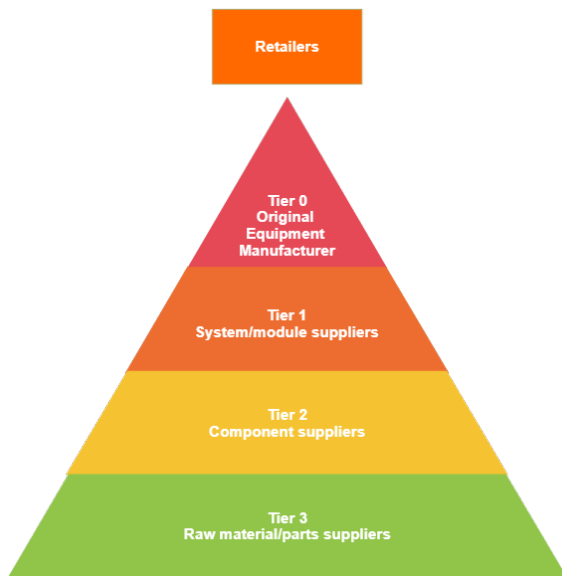 Retailers
Tier 0
Original
Equipment
Manufacturer
Tier 1
System/module suppliers
Tier 2
Component suppliers
Tier 3
Raw material/parts suppliers